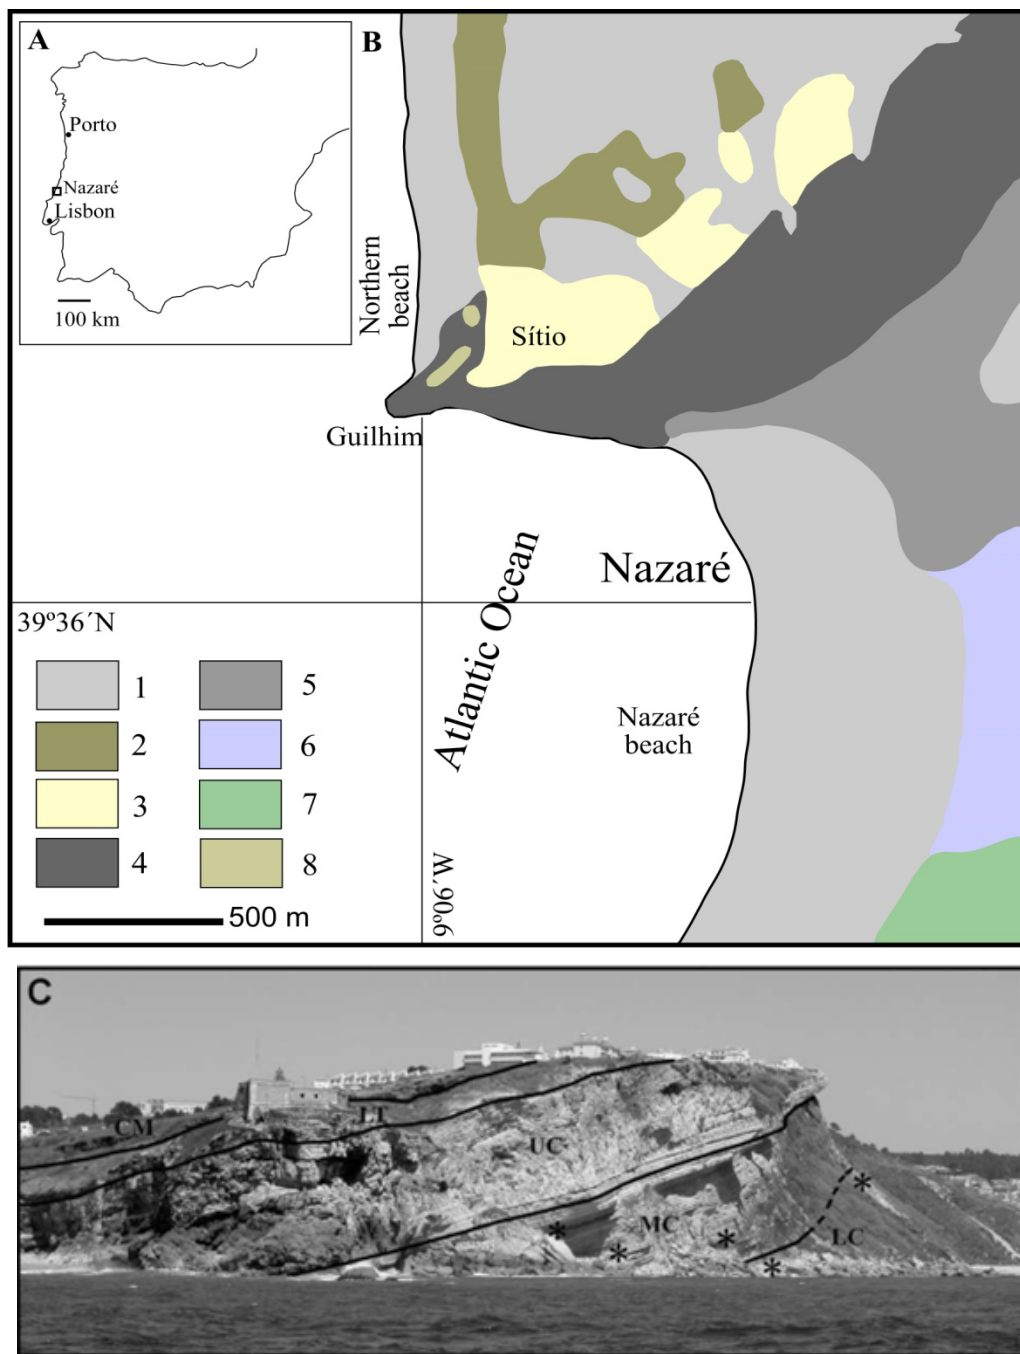 A
Porto
Nazaré
Lisbon
100 km
B
Northern
beach
Sítio
Guilhim
Atlantic Ocean
Nazaré
39º36´N
Nazaré
beach
9º06´W
1
5
2
6
3
7
4
8
500 m
C
CM
LT
UC
MC
LC
* * * * *